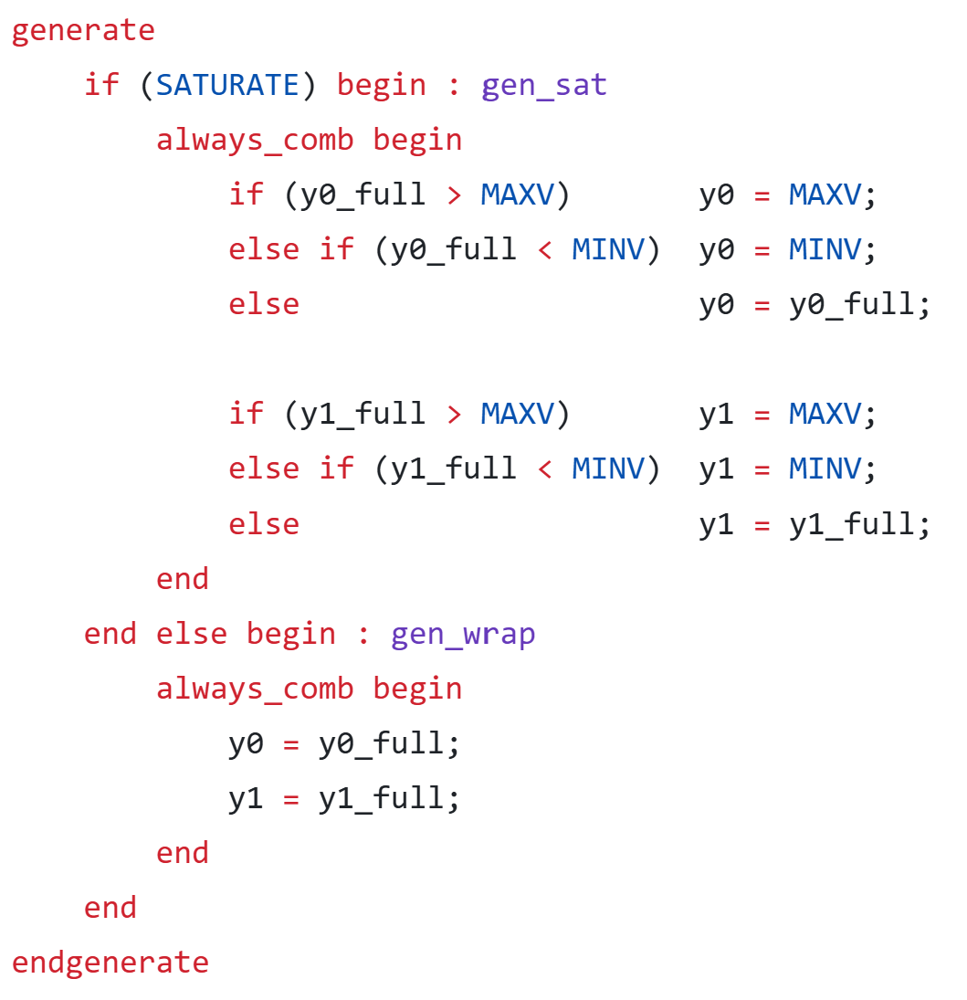 generate
    if (SATURATE) begin : gen_sat
        always_comb begin
            if (y0_full > MAXV)       y0 = MAXV;
            else if (y0_full < MINV)  y0 = MINV;
            else                      y0 = y0_full;

            if (y1_full > MAXV)       y1 = MAXV;
            else if (y1_full < MINV)  y1 = MINV;
            else                      y1 = y1_full;
        end
    end else begin : gen_wrap
        always_comb begin
            y0 = y0_full;
            y1 = y1_full;
        end
    end
endgenerate